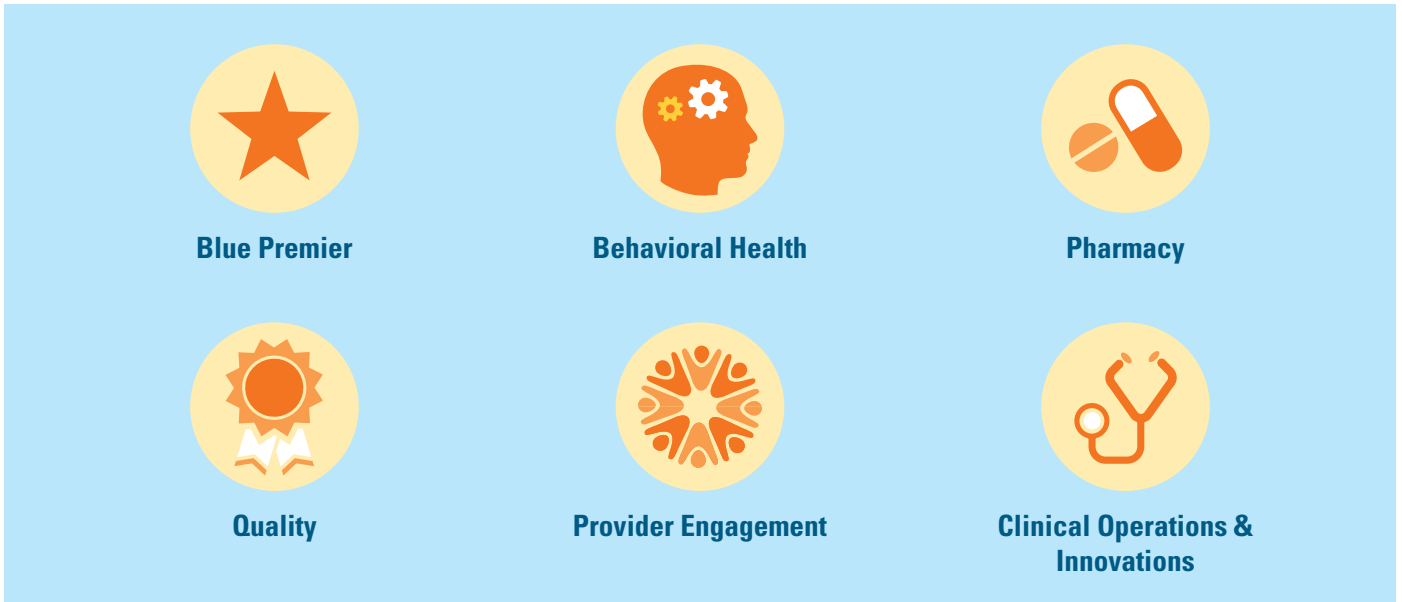 Blue Premier
Behavioral Health
Pharmacy
Quality
Provider Engagement
Clinical Operations &
Innovations